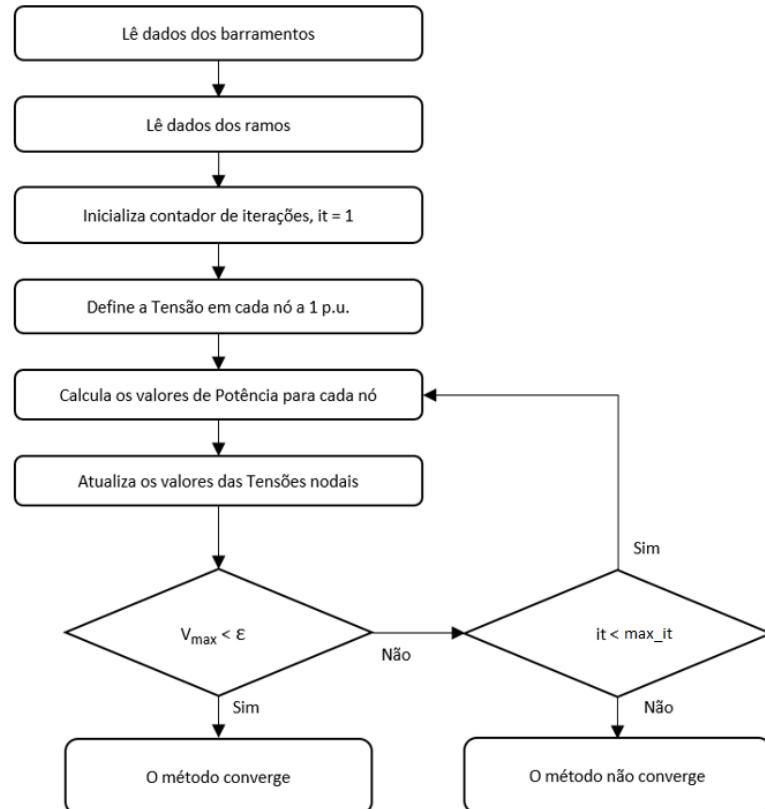 Lê dados dos barramentos
Lê dados dos ramos
Inicializa contador de iterações, it = 1
Define a Tensão em cada nó a 1 p.u.
Calcula os valores de Potência para cada nó
Atualiza os valores das Tensões nodais
Sim
V_max < ε
it < max_it
Não
Sim
Não
O método converge
O método não converge